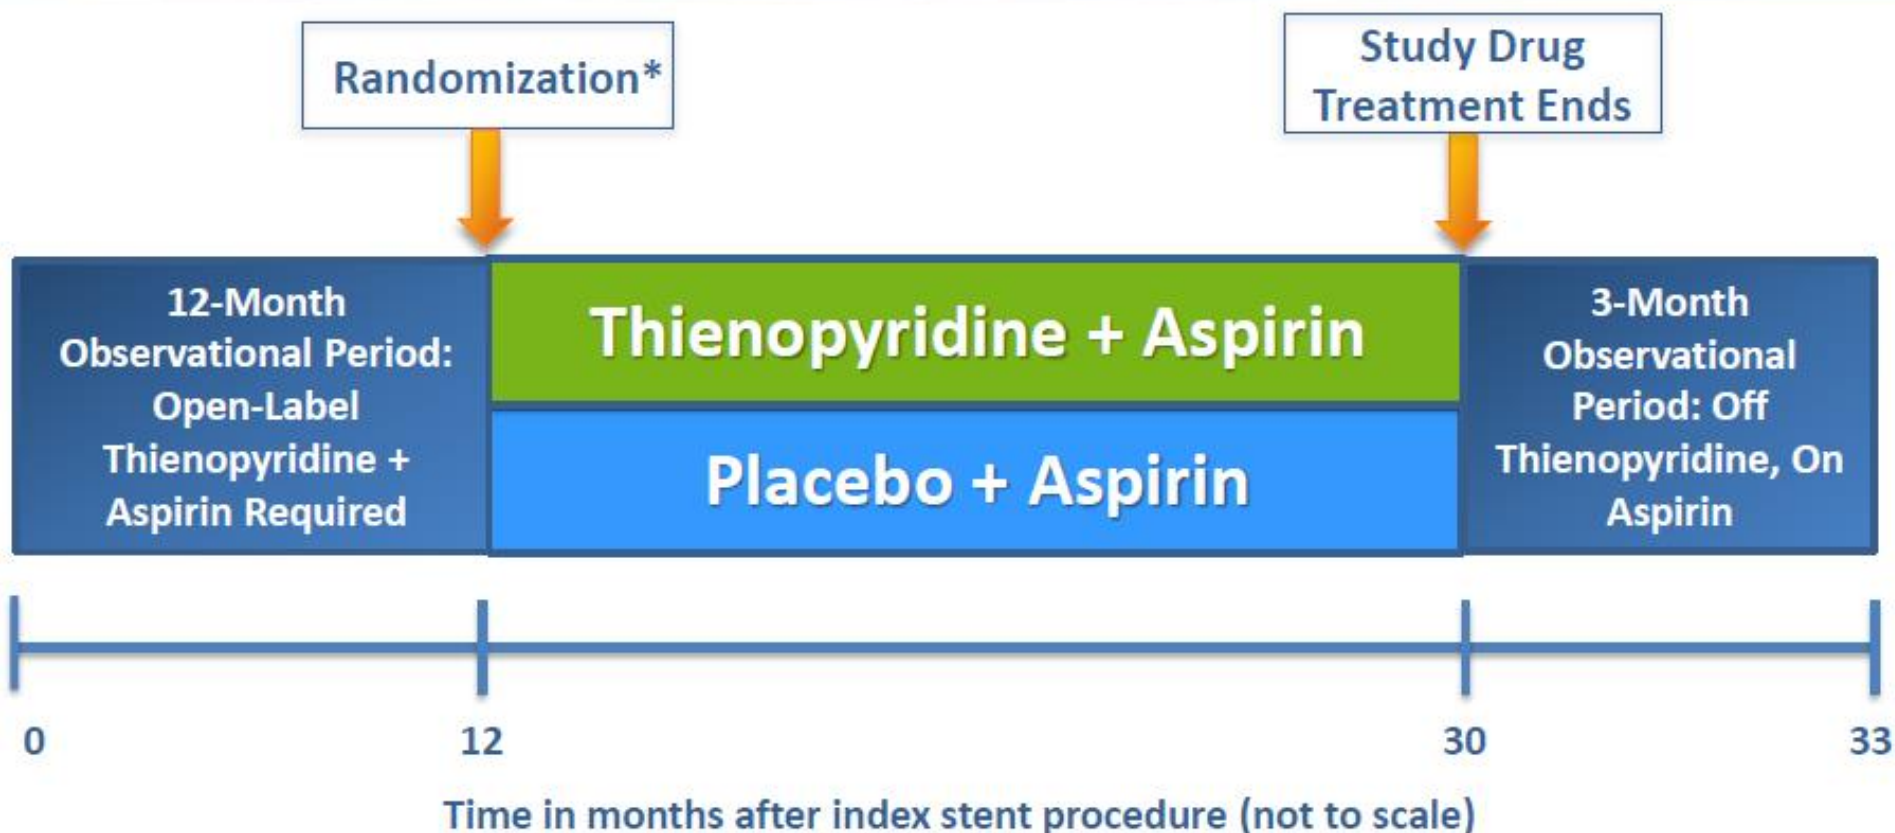 Randomization*
Study Drug
Treatment Ends
12-Month
Observational Period:
Open-Label
Thienopyridine +
Aspirin Required
Thienopyridine + Aspirin
Placebo + Aspirin
3-Month
Observational
Period: Off
Thienopyridine, On
Aspirin
0
12
30
33
Time in months after index stent procedure (not to scale)